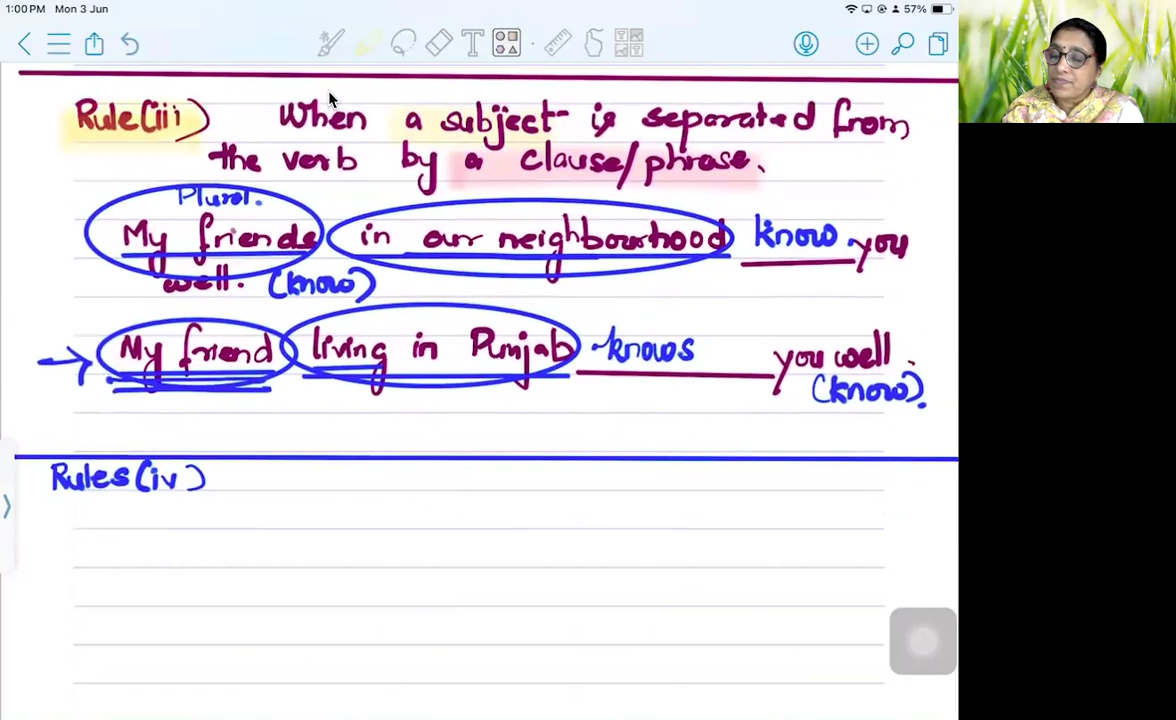 1:00 PM Mon 3 Jun
57%
Rule(iii) When a subject is separated from
the verb by a clause/phrase.
Plural.
My friends in our neighbourhood know you
well. (know)
My friend living in Punjab knows you well.
(know).
Rules(iv)